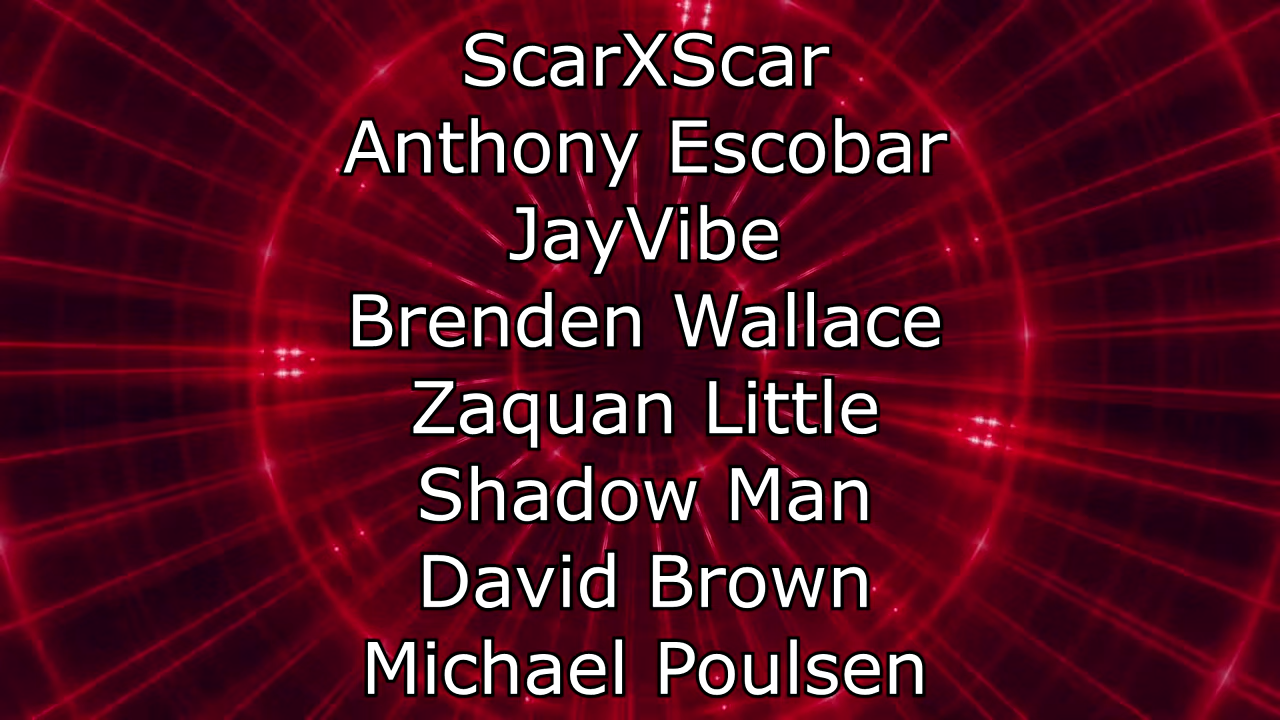 ScarXScar
Anthony Escobar
JayVibe
Brenden Wallace
Zaquan Little
Shadow Man
David Brown
Michael Poulsen